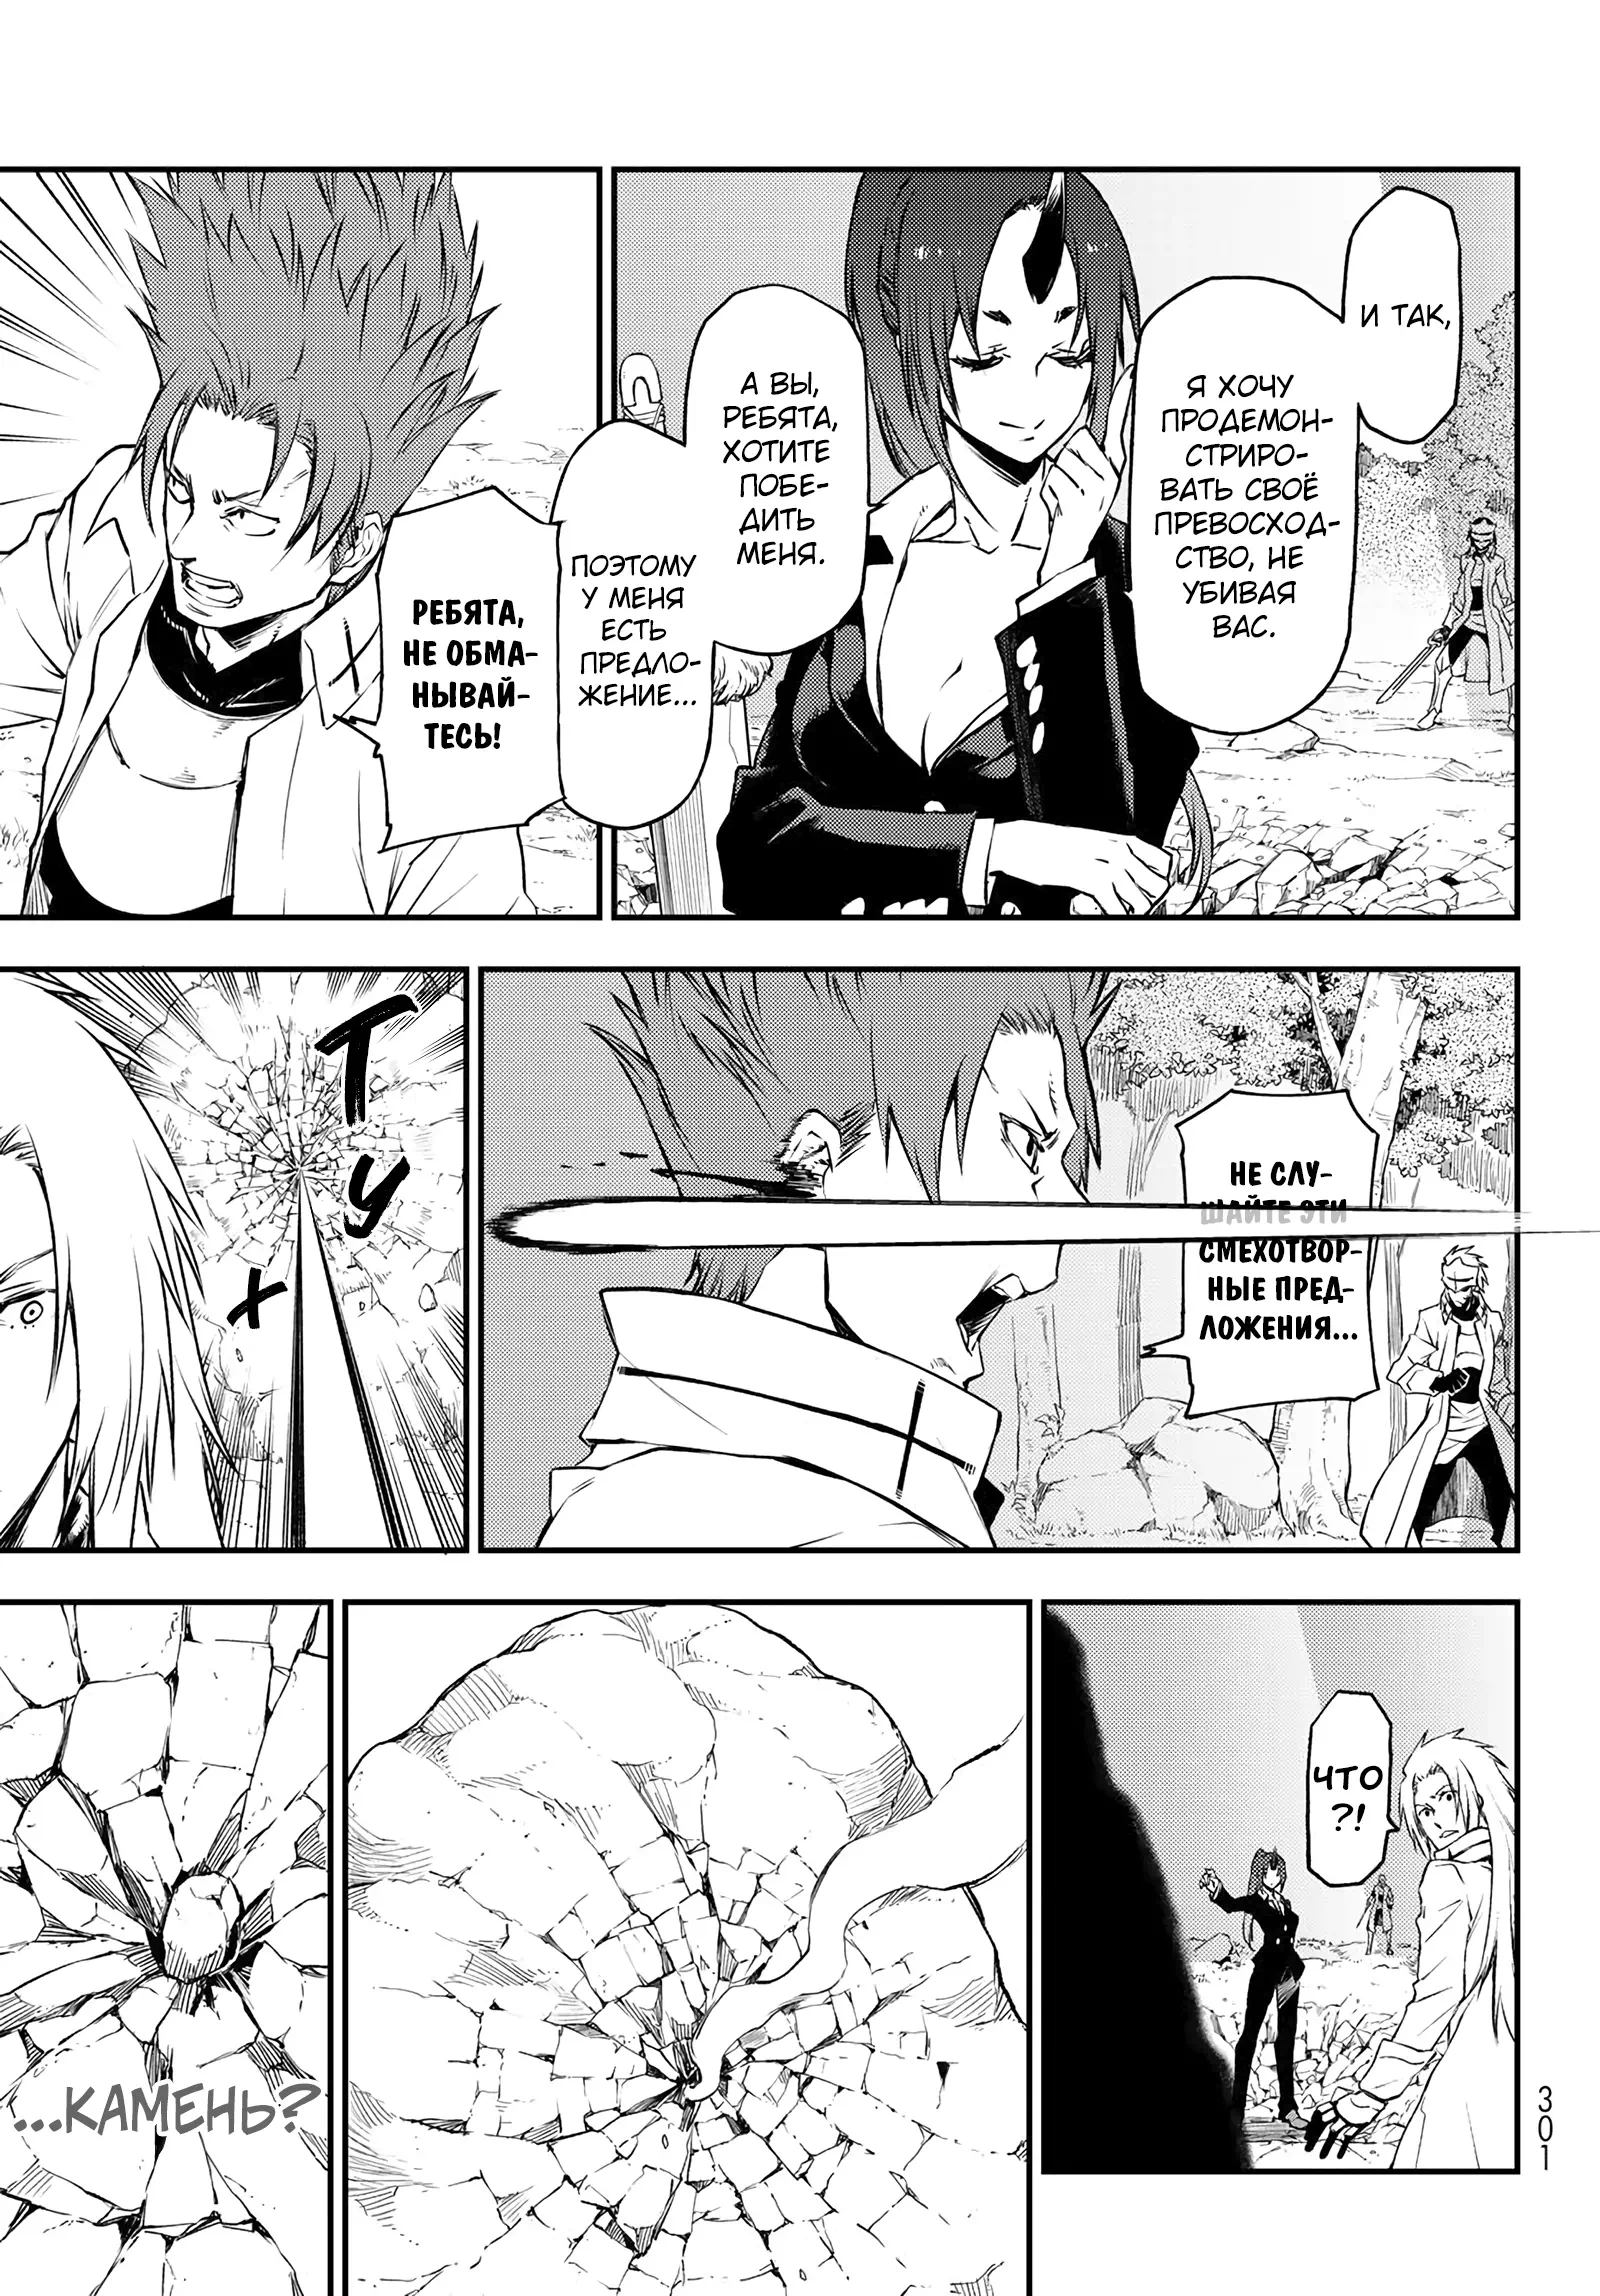 И ТАК,
Я ХОЧУ
ПРОДЕМОН-
СТРИРО-
ВАТЬ СВОЁ
ПРЕВОСХОД-
СТВО, НЕ
УБИВАЯ
ВАС.
А ВЫ,
РЕБЯТА,
ХОТИТЕ
ПОБЕ-
ДИТЬ
МЕНЯ.
ПОЭТОМУ
У МЕНЯ
ЕСТЬ
ПРЕДЛО-
ЖЕНИЕ...
РЕБЯТА,
НЕ ОБМА-
НЫВАЙ-
ТЕСЬ!
НЕ СЛУ-
ШАЙТЕ ЭТИ
СМЕХОТВОР-
НЫЕ ПРЕД-
ЛОЖЕНИЯ...
ТУХ
ЧТО
?!
...КАМЕНЬ?
301